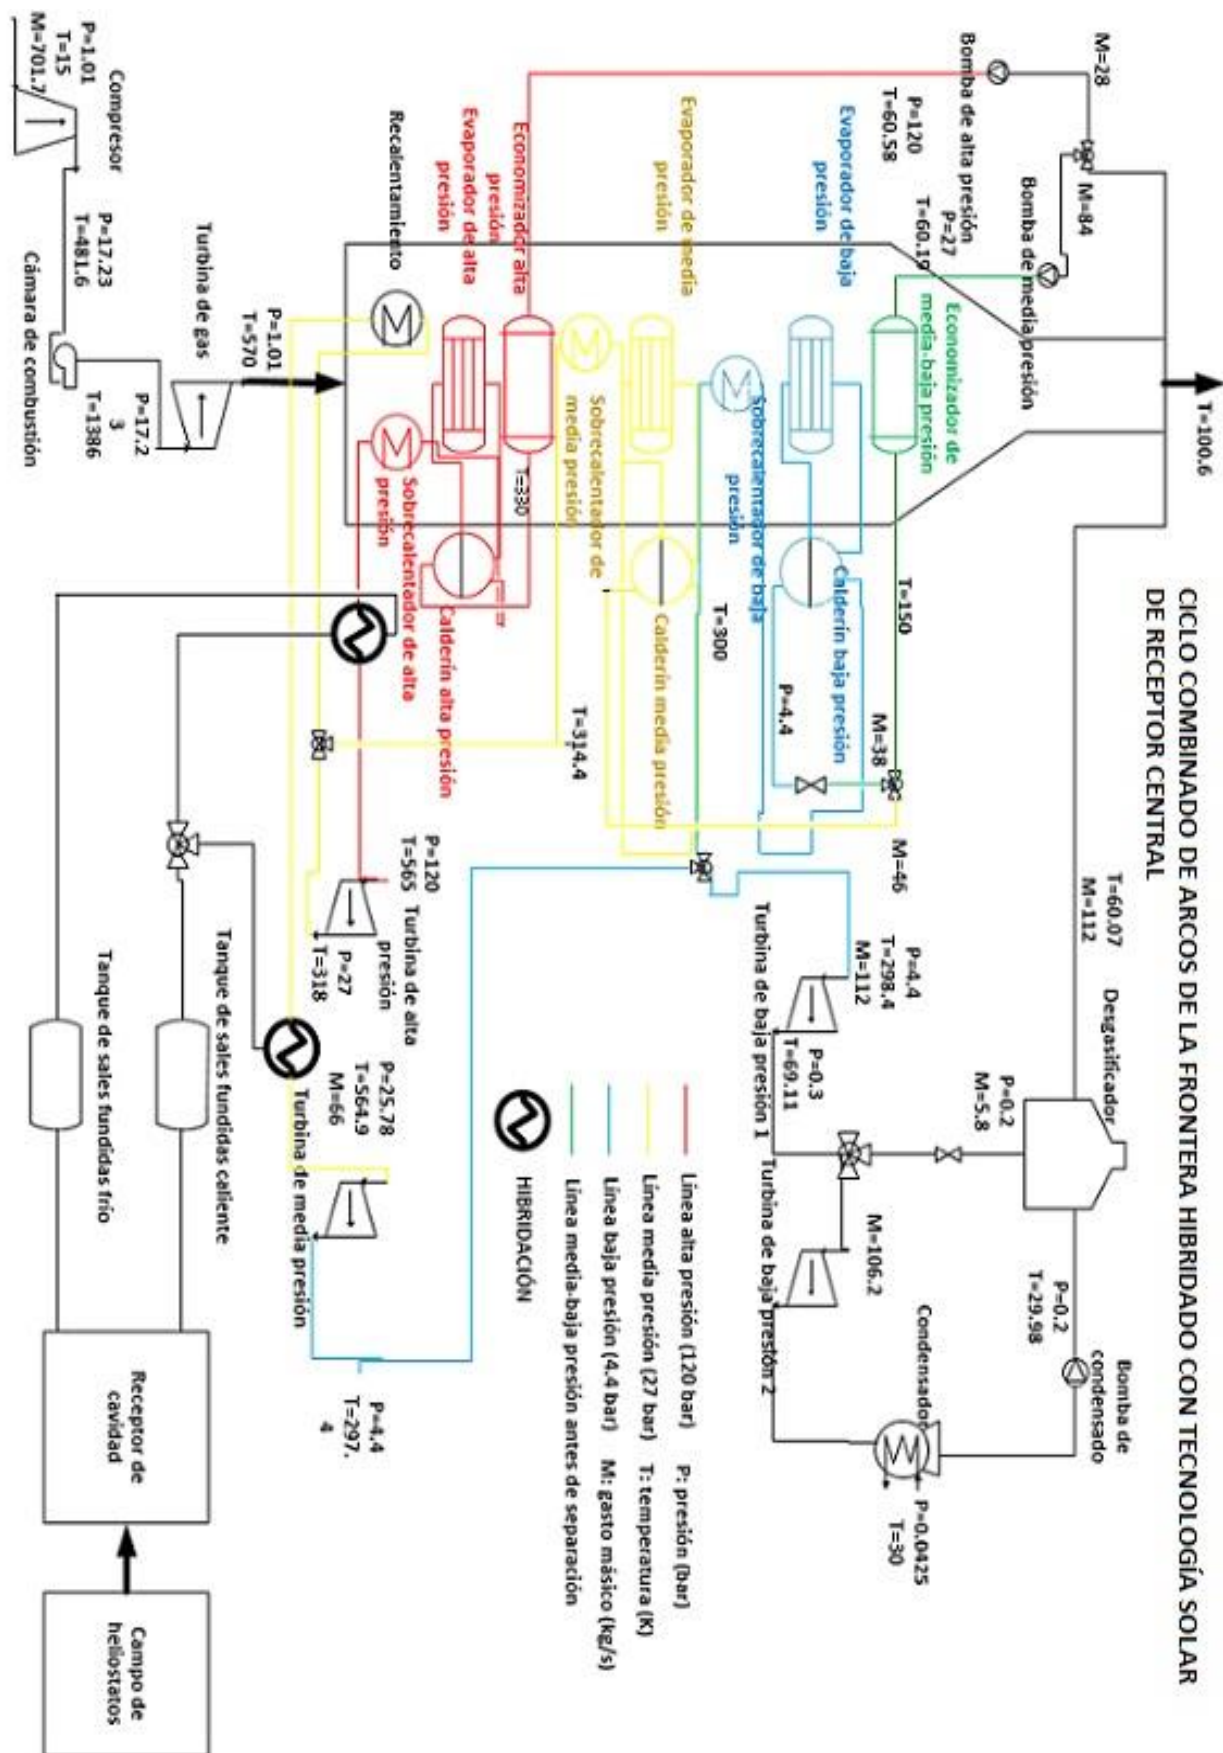 CICLO COMBINADO DE ARCOS DE LA FRONTERA HIBRIDADO CON TECNOLOGÍA SOLAR
DE RECEPTOR CENTRAL
T=100.6
M=28
M=84
Bomba de alta presión
P=120
T=60.58
Bomba de media presión
P=27
T=60.19
Economizador de
media-baja presión
Evaporador de baja
presión
Evaporador de media
presión
Economizador alta
presión
Evaporador de alta
presión
Recalentamiento
T=60.07
M=112
Desgasificador
P=0.2
M=5.8
P=0.2
T=29.98
Bomba de
condensado
T=150
M=38
M=46
P=4.4
Calderín baja presión
Sobrecalentador de baja
presión
T=300
Calderín media presión
Sobrecalentador de
media presión
T=314.4
T=330
Calderín alta presión
Sobrecalentador de alta
presión
P=4.4
T=298.4
M=112
Turbina de baja presión 1
P=0.3
T=69.11
M=106.2
Turbina de baja presión 2
Condensador
P=0.0425
T=30
Línea alta presión (120 bar)
Línea media presión (27 bar)
Línea baja presión (4.4 bar)
Línea media-baja presión antes de separación
P: presión (bar)
T: temperatura (K)
M: gasto másico (kg/s)
HIBRIDACIÓN
P=120
T=565
Turbina de alta
presión
P=27
T=318
P=25.78
T=564.9
M=66
Turbina de media presión
P=4.4
T=297.
4
P=1.01
T=570
Turbina de gas
P=17.2
T=1386
3
Cámara de combustión
P=17.23
T=481.6
Compresor
P=1.01
T=15
M=701.7
Tanque de sales fundidas caliente
Tanque de sales fundidas frío
Receptor de
cavidad
Campo de
heliostatos